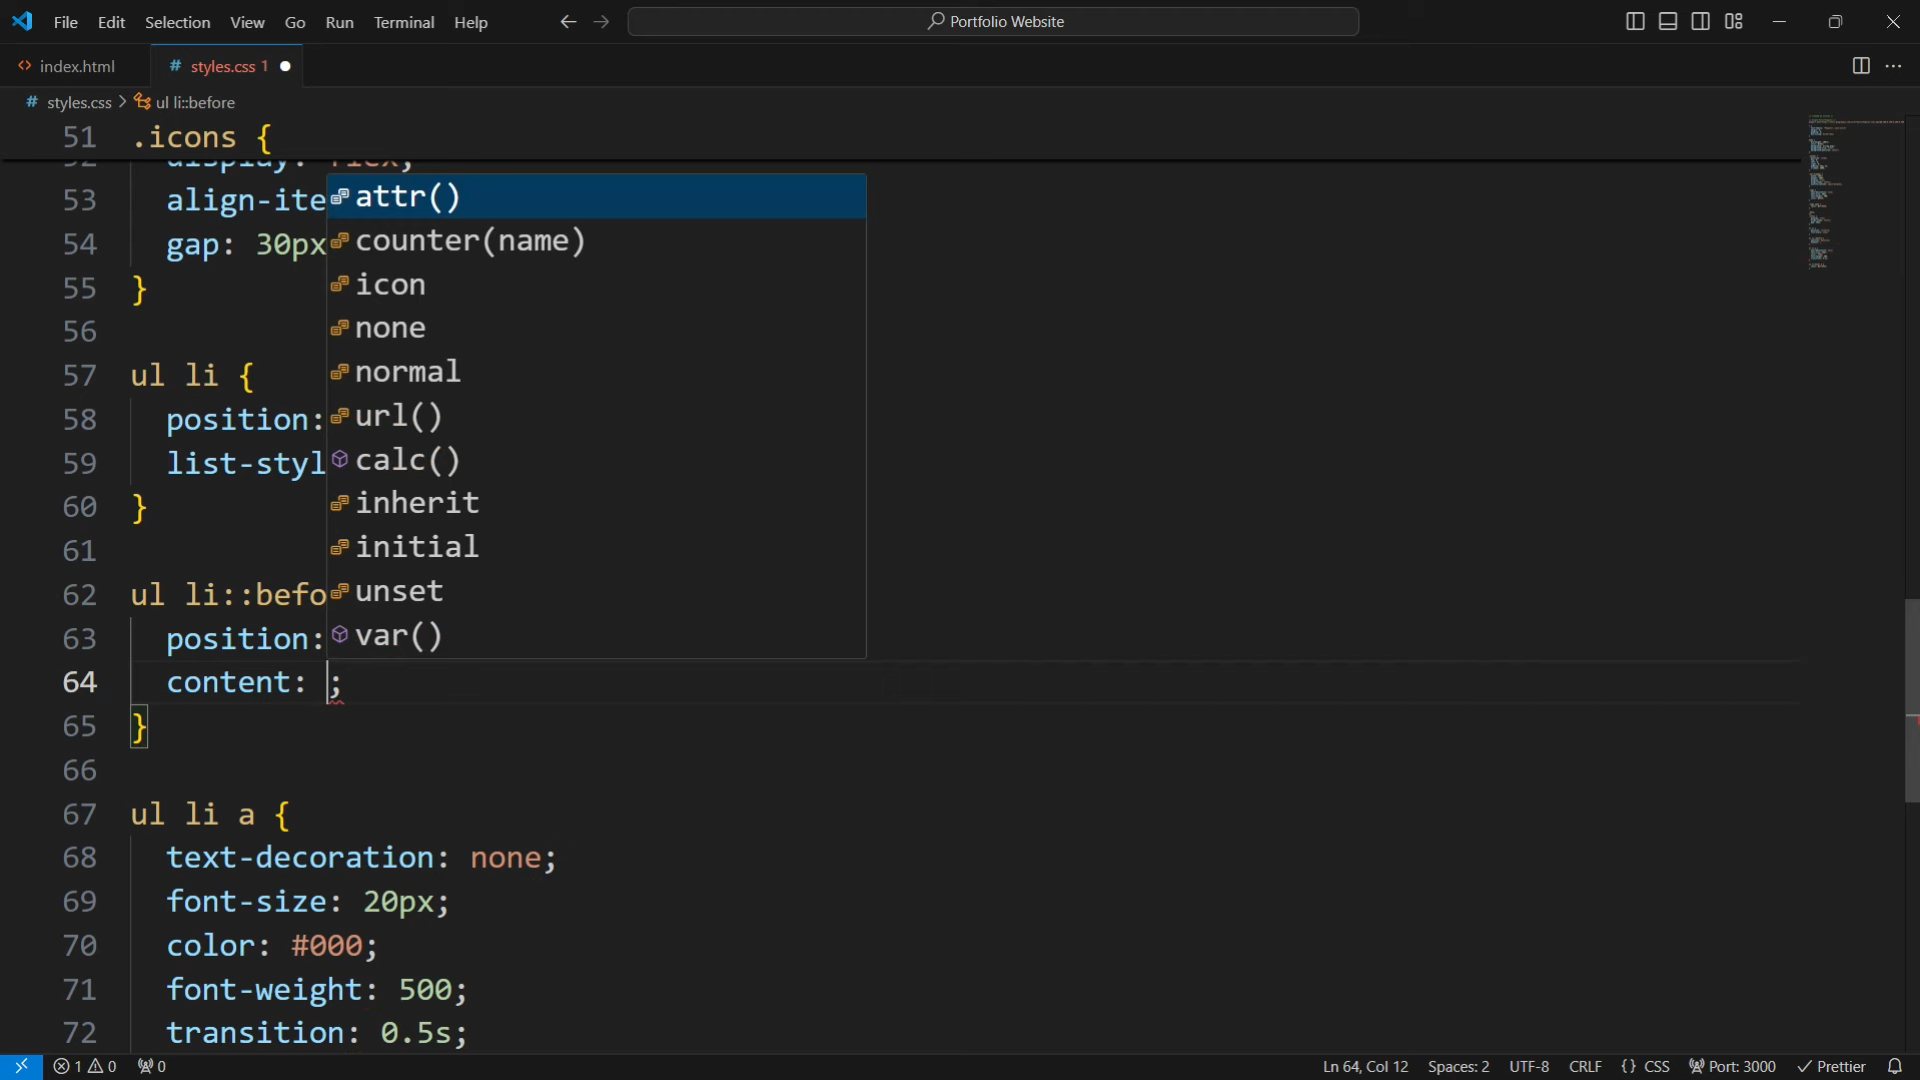 File Edit Selection View Go Run Terminal Help
Portfolio Website
index.html
# styles.css 1
# styles.css > ul li::before
51 .icons {
52 display: flex;
53 align-ite
54 gap: 30px
55 }
56
57 ul li {
58 position:
59 list-styl
60 }
61
62 ul li::befo
63 position:
64 content: ;
65 }
66
67 ul li a {
68 text-decoration: none;
69 font-size: 20px;
70 color: #000;
71 font-weight: 500;
72 transition: 0.5s;
attr()
counter(name)
icon
none
normal
url()
calc()
inherit
initial
unset
var()
1 0 0 Ln 64, Col 12 Spaces: 2 UTF-8 CRLF {} CSS Port: 3000 Prettier